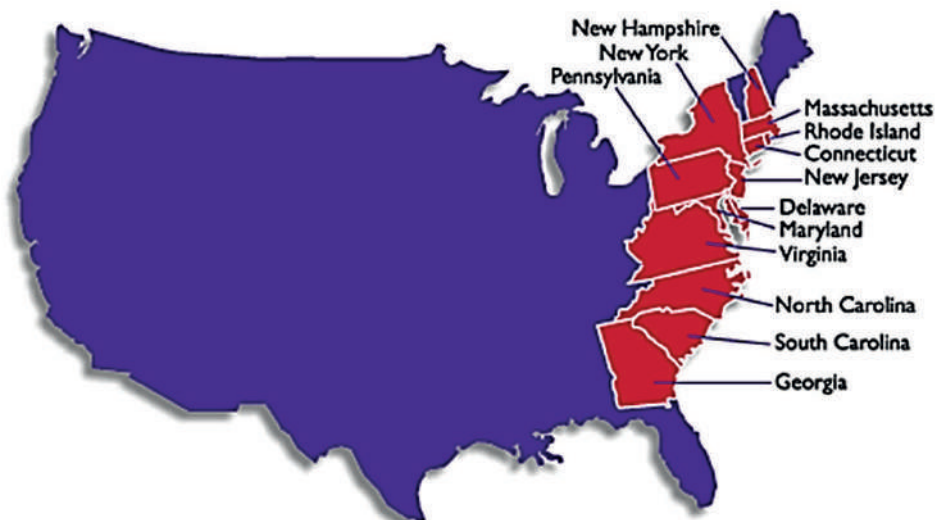 New Hampshire
New York
Pennsylvania
Massachusetts
Rhode Island
Connecticut
New Jersey
Delaware
Maryland
Virginia
North Carolina
South Carolina
Georgia